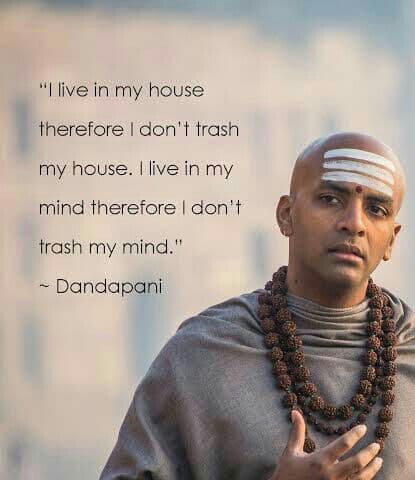 “I live in my house
therefore I don’t trash
my house. I live in my
mind therefore I don’t
trash my mind.”
~ Dandapani